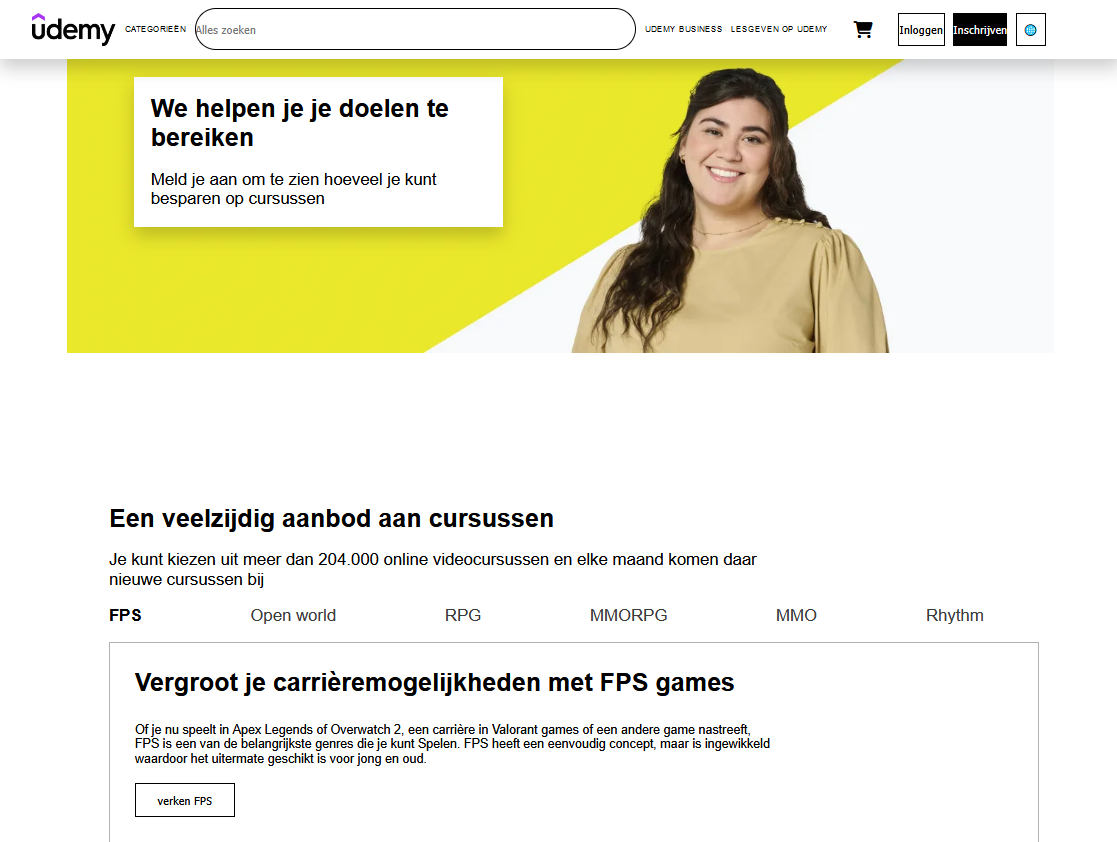 ûdemy CATEGORIEËN Alles zoeken UDEMY BUSINESS LESGEVEN OP UDEMY Inloggen Inschrijven
We helpen je je doelen te
bereiken
Meld je aan om te zien hoeveel je kunt
besparen op cursussen
Een veelzijdig aanbod aan cursussen
Je kunt kiezen uit meer dan 204.000 online videocursussen en elke maand komen daar
nieuwe cursussen bij
FPS Open world RPG MMORPG MMO Rhythm
Vergroot je carrièremogelijkheden met FPS games
Of je nu speelt in Apex Legends of Overwatch 2, een carrière in Valorant games of een andere game nastreeft,
FPS is een van de belangrijkste genres die je kunt Spelen. FPS heeft een eenvoudig concept, maar is ingewikkeld
waardoor het uitermate geschikt is voor jong en oud.
verken FPS